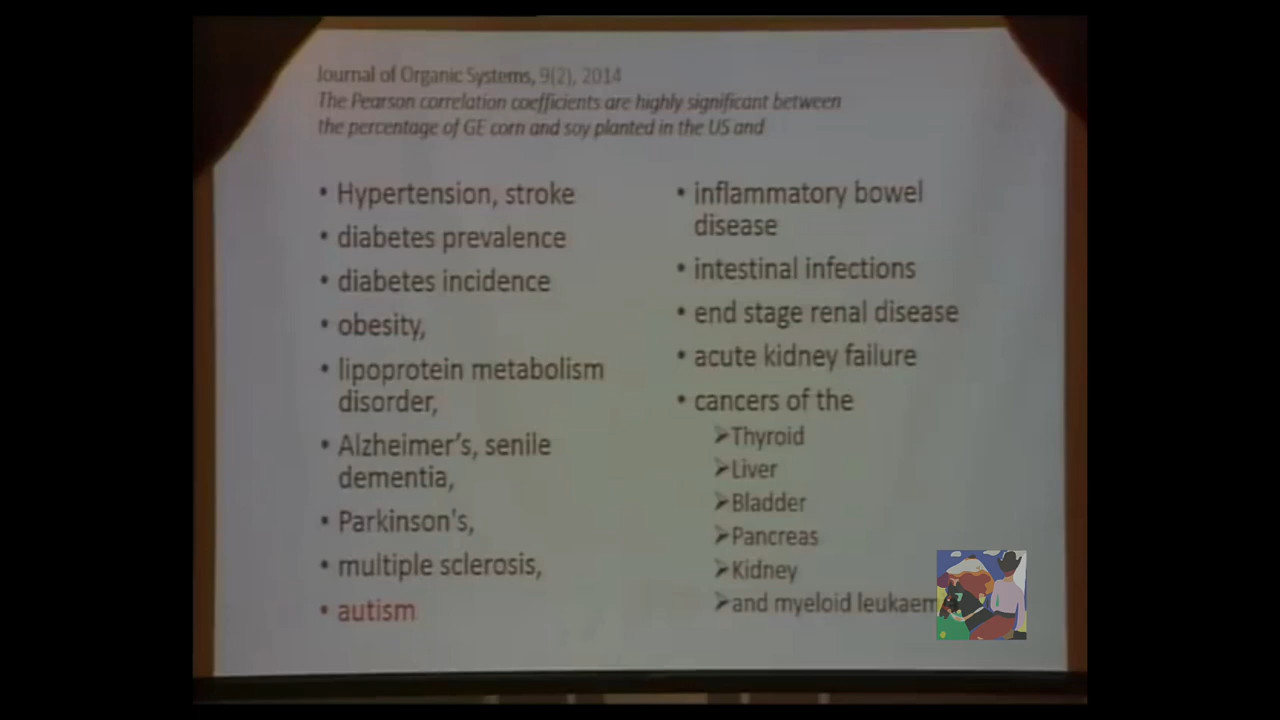 Journal of Organic Systems, 9(2), 2014
The Pearson correlation coefficients are highly significant between
the percentage of GE corn and soy planted in the US and
• Hypertension, stroke
• diabetes prevalence
• diabetes incidence
• obesity,
• lipoprotein metabolism
disorder,
• Alzheimer's, senile
dementia,
• Parkinson's,
• multiple sclerosis,
• autism
• inflammatory bowel
disease
• intestinal infections
• end stage renal disease
• acute kidney failure
• cancers of the
➢Thyroid
➢Liver
➢Bladder
➢Pancreas
➢Kidney
➢and myeloid leukaem